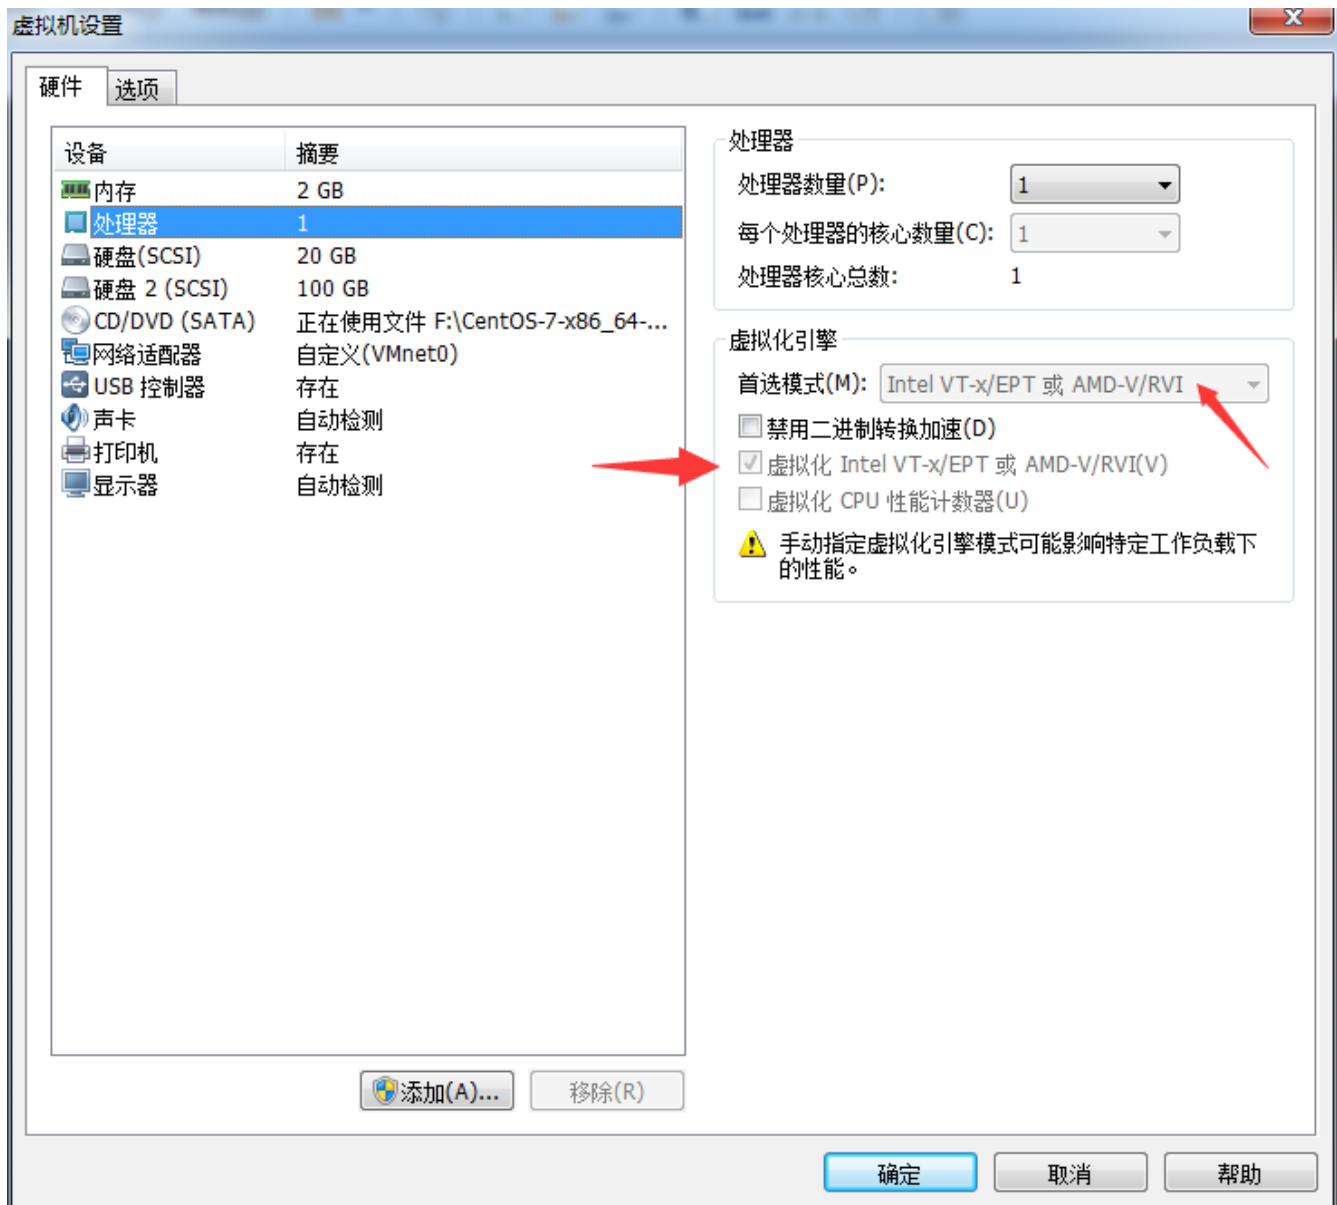 虚拟机设置
硬件
选项
设备 摘要
内存 2 GB
处理器 1
硬盘(SCSI) 20 GB
硬盘 2 (SCSI) 100 GB
CD/DVD (SATA) 正在使用文件 F:\CentOS-7-x86_64-...
网络适配器 自定义(VMnet0)
USB 控制器 存在
声卡 自动检测
打印机 存在
显示器 自动检测
添加(A)... 移除(R)
处理器
处理器数量(P): 1
每个处理器的核心数量(C): 1
处理器核心总数: 1
虚拟化引擎
首选模式(M): Intel VT-x/EPT 或 AMD-V/RVI
禁用二进制转换加速(D)
虚拟化 Intel VT-x/EPT 或 AMD-V/RVI(V)
虚拟化 CPU 性能计数器(U)
手动指定虚拟化引擎模式可能影响特定工作负载下
的性能。
确定 取消 帮助